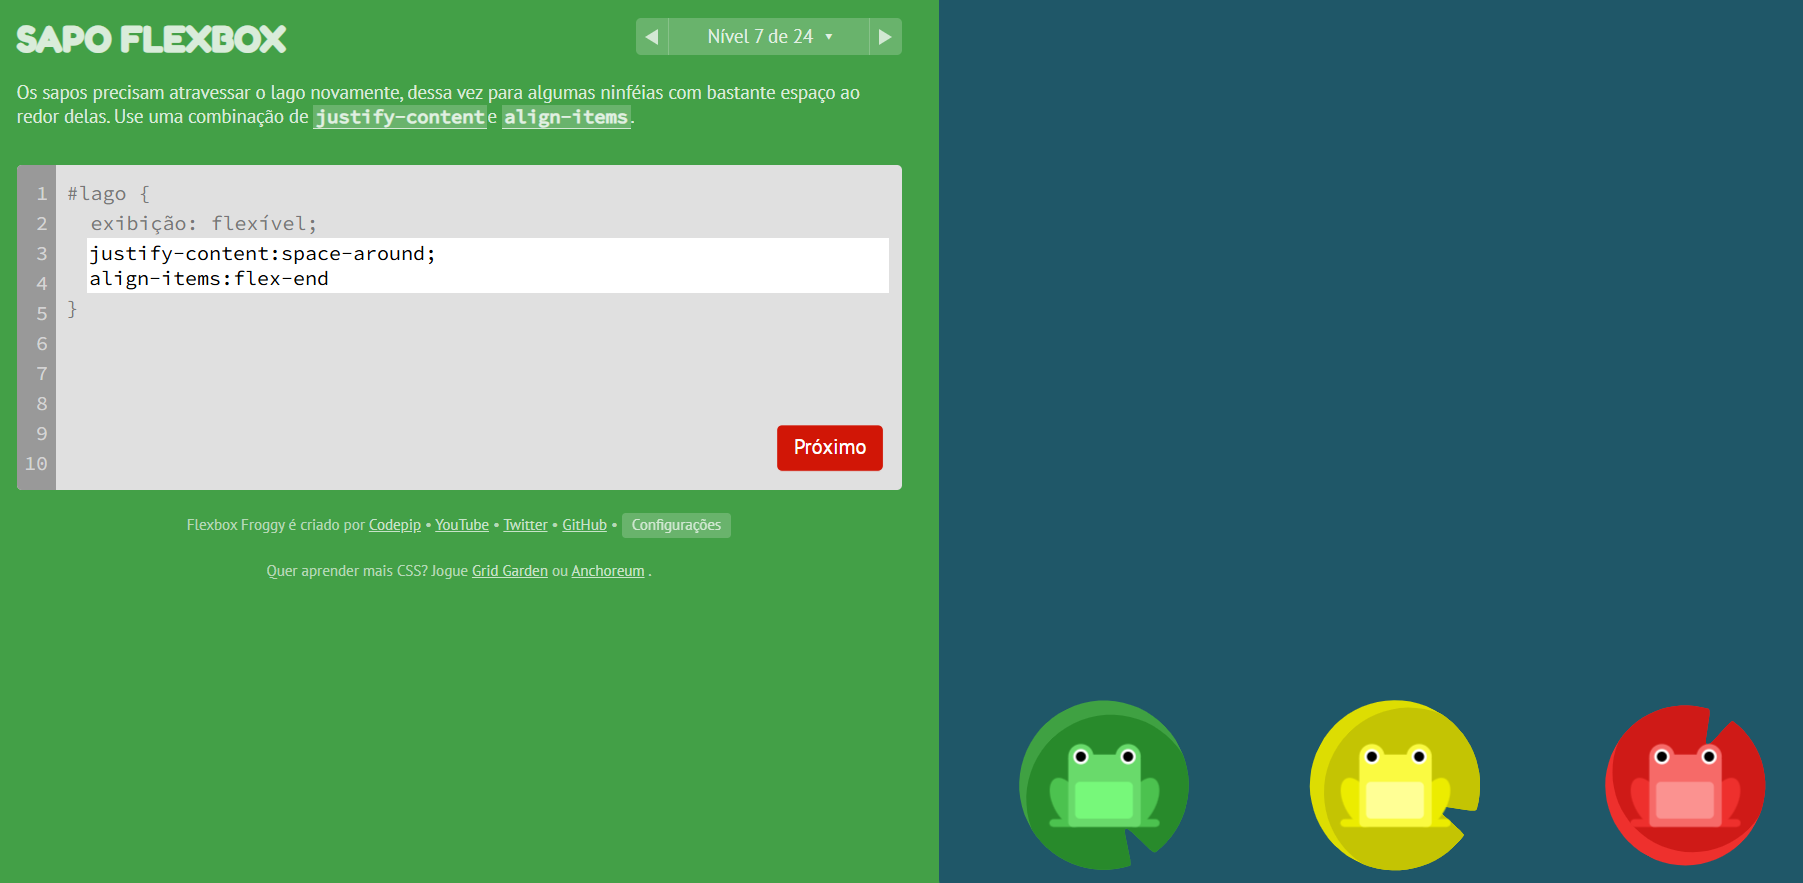 SAPO FLEXBOX
◀ Nível 7 de 24 ▼ ▶
Os sapos precisam atravessar o lago novamente, dessa vez para algumas ninféias com bastante espaço ao
redor delas. Use uma combinação de justify-content e align-items.
1 #lago {
2 exibição: flexível;
3 justify-content:space-around;
4 align-items:flex-end
5 }
6
7
8
9
10
Próximo
Flexbox Froggy é criado por Codepip • YouTube • Twitter • GitHub • Configurações
Quer aprender mais CSS? Jogue Grid Garden ou Anchoreum .